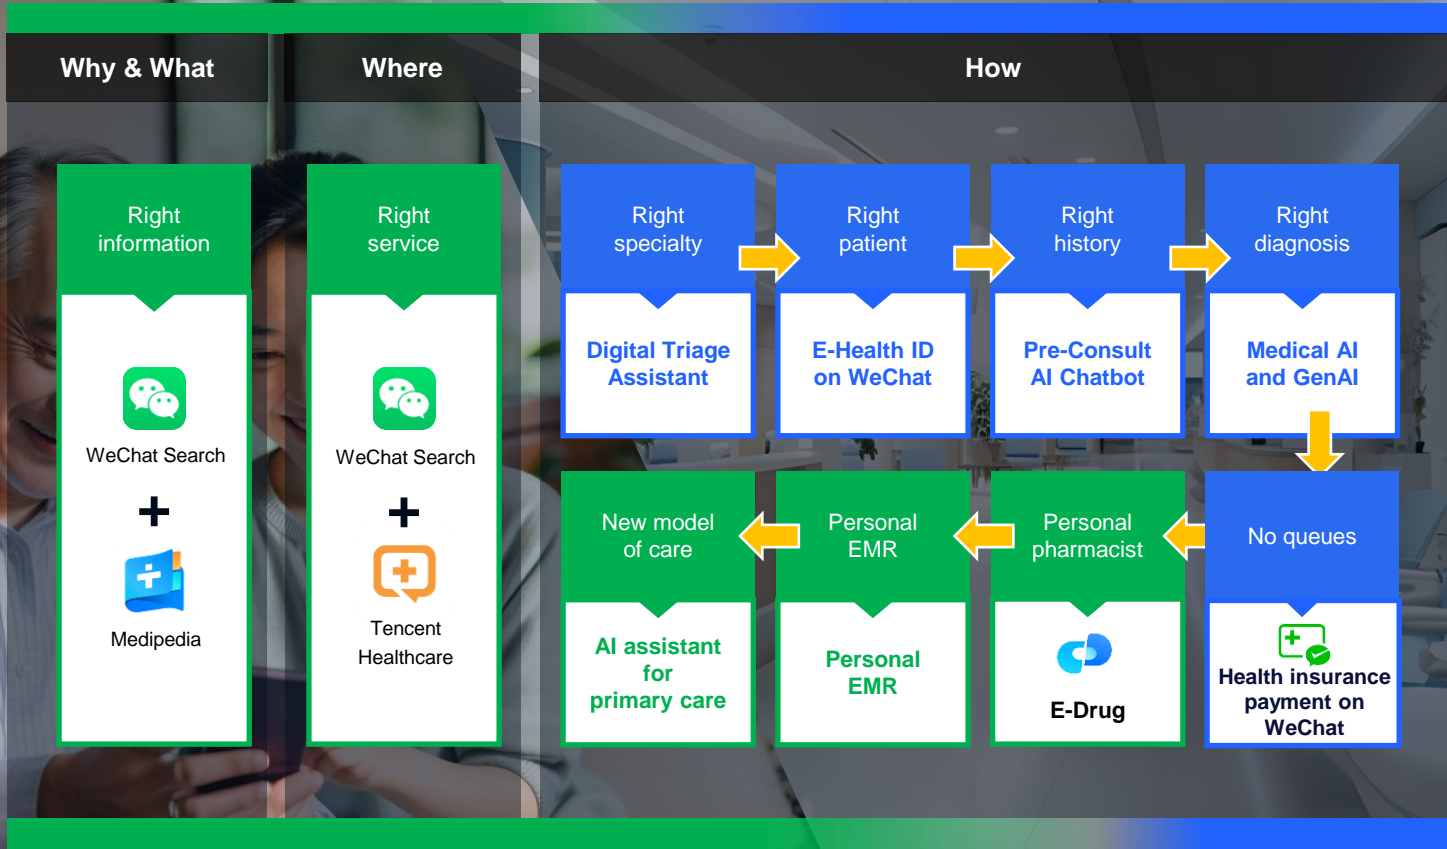 Why & What
Where
How
Right
information
WeChat Search
+
Medipedia
Right
service
WeChat Search
+
Tencent
Healthcare
Right
specialty
Digital Triage
Assistant
Right
patient
E-Health ID
on WeChat
Right
history
Pre-Consult
AI Chatbot
Right
diagnosis
Medical AI
and GenAI
No queues
Health insurance
payment on
WeChat
Personal
pharmacist
E-Drug
Personal
EMR
Personal
EMR
New model
of care
AI assistant
for
primary care